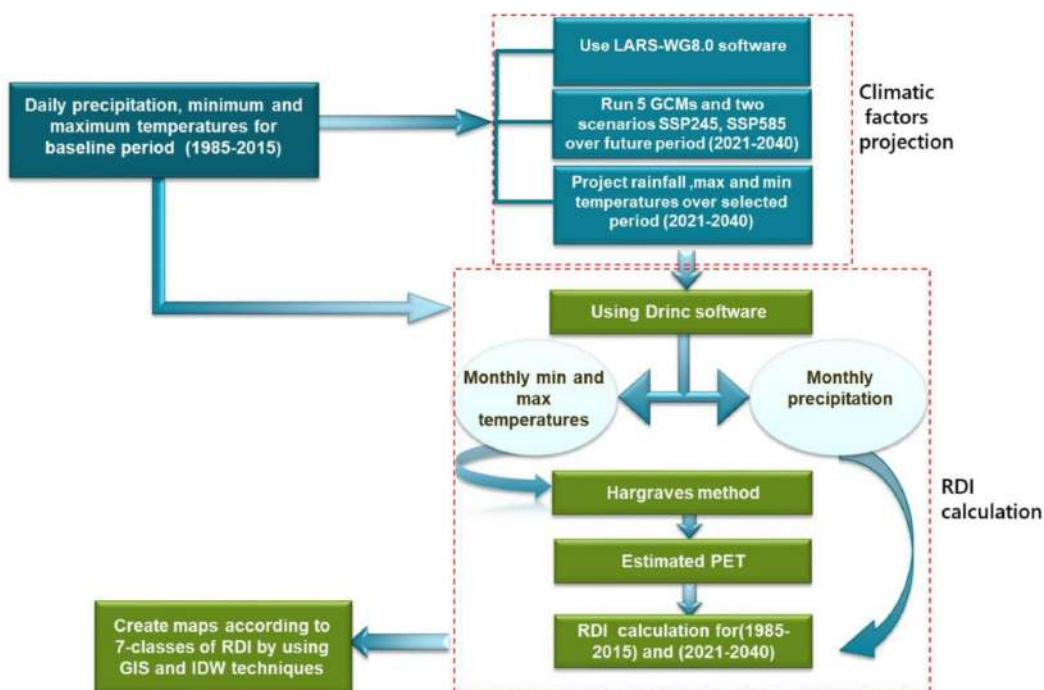 Daily precipitation, minimum and
maximum temperatures for
baseline period (1985-2015)
Use LARS-WG8.0 software
Run 5 GCMs and two
scenarios SSP245, SSP585
over future period (2021-2040)
Project rainfall ,max and min
temperatures over selected
period (2021-2040)
Climatic
factors
projection
Using Drinc software
Monthly min and
max
temperatures
Monthly
precipitation
Hargraves method
Estimated PET
RDI calculation for(1985-
2015) and (2021-2040)
RDI
calculation
Create maps according to
7-classes of RDI by using
GIS and IDW techniques